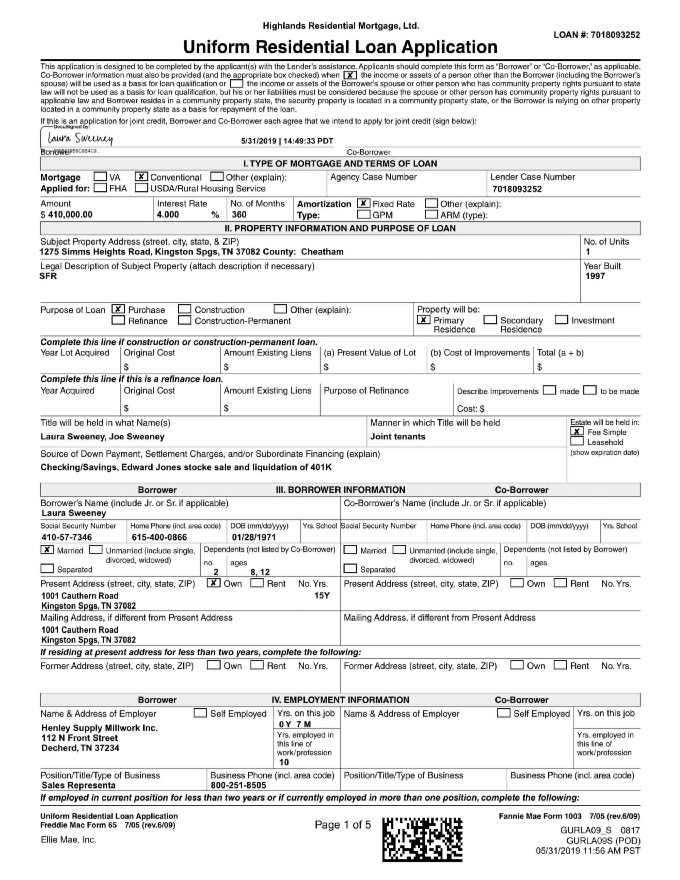 Highlands Residential Mortgage, Ltd.
LOAN #: 7018093252
Uniform Residential Loan Application
This application is designed to be completed by the applicant(s) with the Lender's assistance. Applicants should complete this form as "Borrower" or "Co-Borrower," as applicable.
Co-Borrower information must also be provided (and the appropriate box checked) when X the income or assets of a person other than the Borrower (including the Borrower's
spouse) will be used as a basis for loan qualification or the income or assets of the Borrower's spouse or other person who has community property rights pursuant to state
law will not be used as a basis for loan qualification, but his or her liabilities must be considered because the spouse or other person has community property rights pursuant to
applicable law and Borrower resides in a community property state, the security property is located in a community property state, or the Borrower is relying on other property
located in a community property state as a basis for repayment of the loan.
If this is an application for joint credit, Borrower and Co-Borrower each agree that we intend to apply for joint credit (sign below):
DocuSigned by:
Laura Sweeney
5/31/2019 | 14:49:33 PDT
Borrower Co-Borrower
I. TYPE OF MORTGAGE AND TERMS OF LOAN
Mortgage VA X Conventional Other (explain): Agency Case Number Lender Case Number
Applied for: FHA USDA/Rural Housing Service 7018093252
Amount Interest Rate No. of Months Amortization X Fixed Rate Other (explain):
$ 410,000.00 4.000 % 360 Type: GPM ARM (type):
II. PROPERTY INFORMATION AND PURPOSE OF LOAN
Subject Property Address (street, city, state, & ZIP) No. of Units
1275 Simms Heights Road, Kingston Spgs, TN 37082 County: Cheatham 1
Legal Description of Subject Property (attach description if necessary) Year Built
SFR 1997
Purpose of Loan X Purchase Construction Other (explain): Property will be:
Refinance Construction-Permanent X Primary Residence Secondary Residence Investment
Complete this line if construction or construction-permanent loan.
Year Lot Acquired Original Cost Amount Existing Liens (a) Present Value of Lot (b) Cost of Improvements Total (a + b)
$ $ $ $ $
Complete this line if this is a refinance loan.
Year Acquired Original Cost Amount Existing Liens Purpose of Refinance Describe Improvements made to be made
$ $ Cost: $
Title will be held in what Name(s) Manner in which Title will be held Estate will be held in:
Laura Sweeney, Joe Sweeney Joint tenants X Fee Simple
Leasehold
Source of Down Payment, Settlement Charges, and/or Subordinate Financing (explain) (show expiration date)
Checking/Savings, Edward Jones stocke sale and liquidation of 401K
Borrower III. BORROWER INFORMATION Co-Borrower
Borrower's Name (include Jr. or Sr. if applicable) Co-Borrower's Name (include Jr. or Sr. if applicable)
Laura Sweeney
Social Security Number Home Phone (incl. area code) DOB (mm/dd/yyyy) Yrs. School Social Security Number Home Phone (incl. area code) DOB (mm/dd/yyyy) Yrs. School
410-57-7346 615-400-0866 01/28/1971
X Married Unmarried (include single, divorced, widowed) Dependents (not listed by Co-Borrower) Married Unmarried (include single, divorced, widowed) Dependents (not listed by Borrower)
Separated no. 2 ages 8, 12 Separated no. ages
Present Address (street, city, state, ZIP) X Own Rent No. Yrs. Present Address (street, city, state, ZIP) Own Rent No. Yrs.
1001 Cauthern Road 15Y
Kingston Spgs, TN 37082
Mailing Address, if different from Present Address Mailing Address, if different from Present Address
1001 Cauthern Road
Kingston Spgs, TN 37082
If residing at present address for less than two years, complete the following:
Former Address (street, city, state, ZIP) Own Rent No. Yrs. Former Address (street, city, state, ZIP) Own Rent No. Yrs.
Borrower IV. EMPLOYMENT INFORMATION Co-Borrower
Name & Address of Employer Self Employed Yrs. on this job Name & Address of Employer Self Employed Yrs. on this job
0 Y 7 M
Henley Supply Millwork Inc. Yrs. employed in this line of work/profession Yrs. employed in this line of work/profession
112 N Front Street
Decherd, TN 37234
10
Position/Title/Type of Business Business Phone (incl. area code) Position/Title/Type of Business Business Phone (incl. area code)
Sales Representa 800-251-8505
If employed in current position for less than two years or if currently employed in more than one position, complete the following:
Uniform Residential Loan Application Fannie Mae Form 1003 7/05 (rev.6/09)
Freddie Mac Form 65 7/05 (rev.6/09)
Page 1 of 5
Ellie Mae, Inc.
GURLA09_S 0817
GURLA09S (POD)
05/31/2019 11:56 AM PST